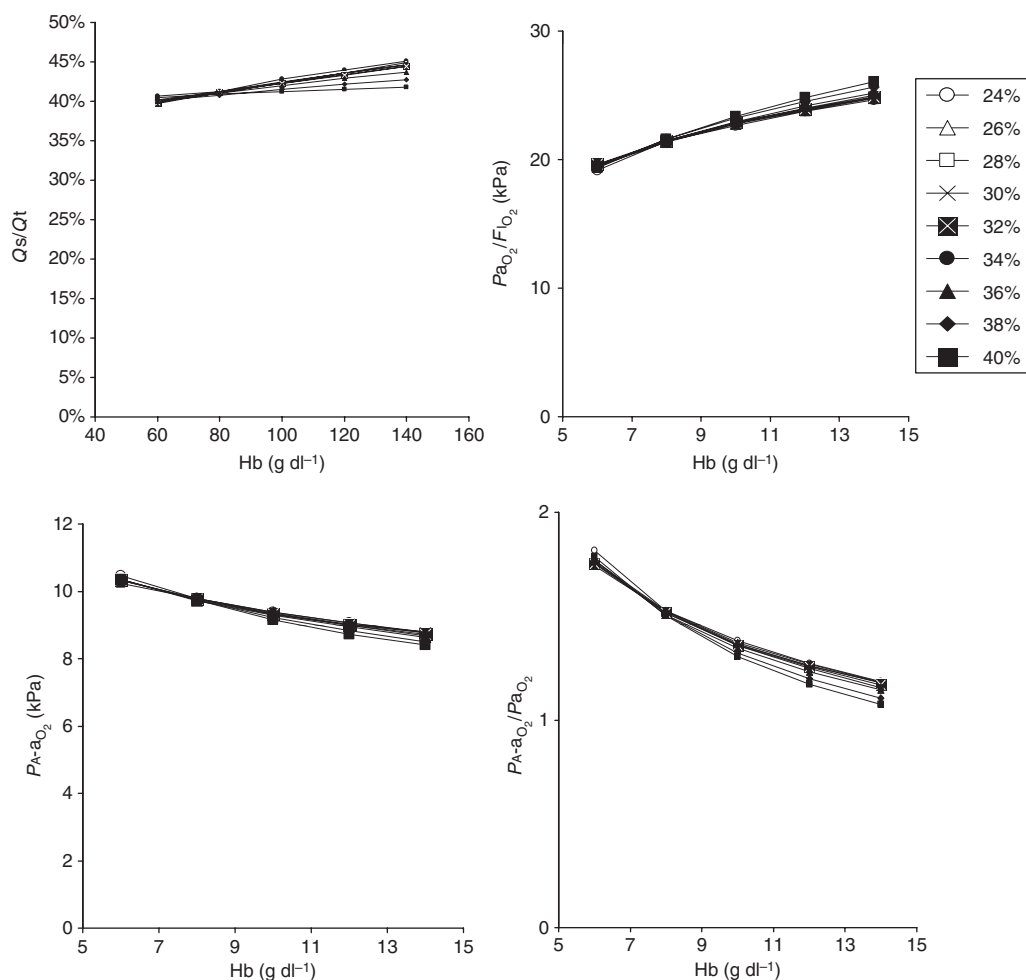 50%
45%
40%
35%
30%
25%
20%
15%
10%
5%
0%
Qs/Qt
40 60 80 100 120 140 160
Hb (g dl⁻¹)
30
20
10
0
PaO₂/FIO₂ (kPa)
5 7 9 11 13 15
Hb (g dl⁻¹)
24%
26%
28%
30%
32%
34%
36%
38%
40%
12
10
8
6
4
2
0
PA-aO₂ (kPa)
5 7 9 11 13 15
Hb (g dl⁻¹)
2
1
0
PA-aO₂/PaO₂
5 7 9 11 13 15
Hb (g dl⁻¹)